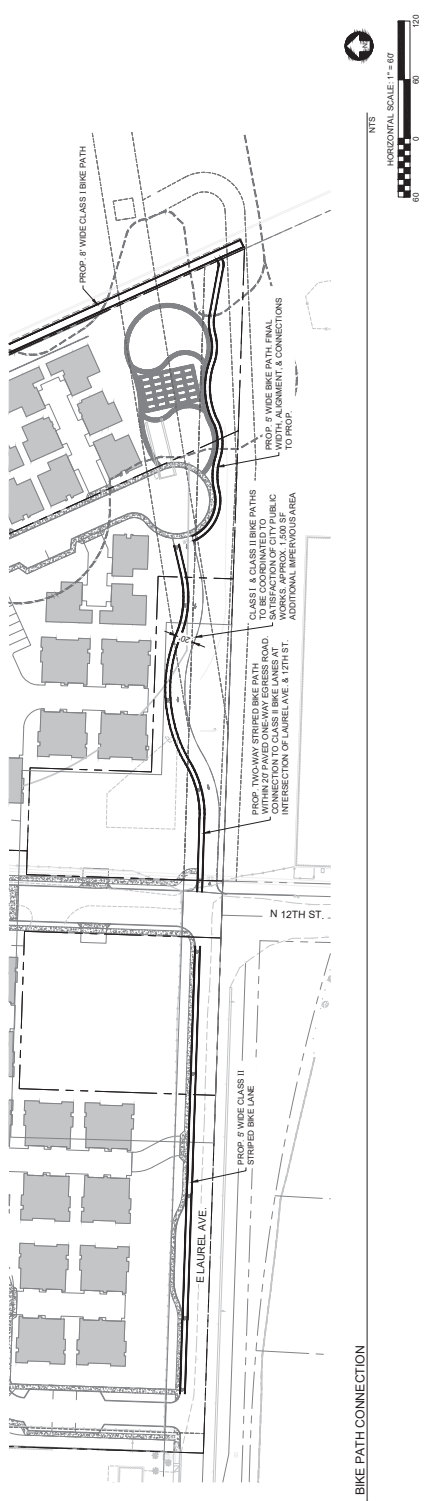 PROP. 8' WIDE CLASS I BIKE PATH
PROP. 5' WIDE BIKE PATH. FINAL
WIDTH, ALIGNMENT, & CONNECTIONS
TO PROP.
CLASS I & CLASS II BIKE PATHS
TO BE COORDINATED TO
SATISFACTION OF CITY PUBLIC
WORKS. APPROX. 1,500 SF
ADDITIONAL IMPERVIOUS AREA
20'
PROP. TWO-WAY STRIPED BIKE PATH
WITHIN 20' PAVED ONE-WAY EGRESS ROAD.
CONNECTION TO CLASS II BIKE LANES AT
INTERSECTION OF LAUREL AVE. & 12TH ST.
N 12TH ST.
PROP. 5' WIDE CLASS II
STRIPED BIKE LANE
E LAUREL AVE.
BIKE PATH CONNECTION
NTS
HORIZONTAL SCALE: 1" = 60'
60
0
60
120